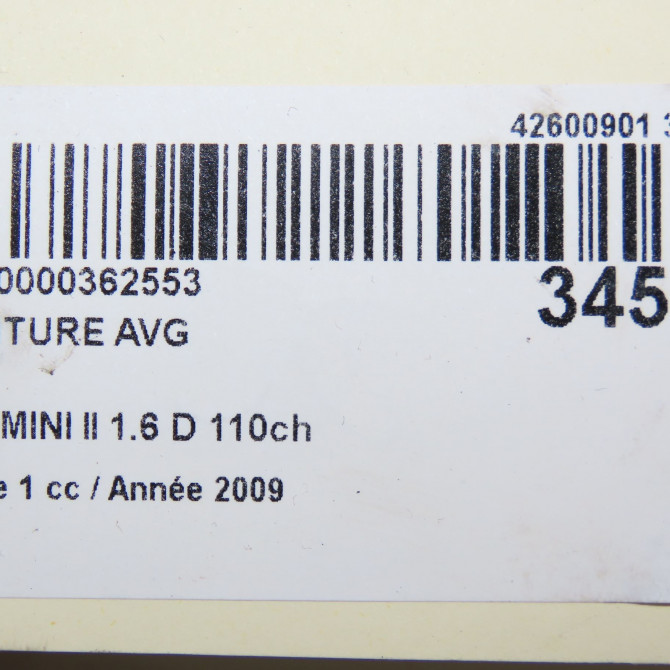 42600901 3
0000362553
345
TURE AVG
MINI II 1.6 D 110ch
e 1 cc / Année 2009